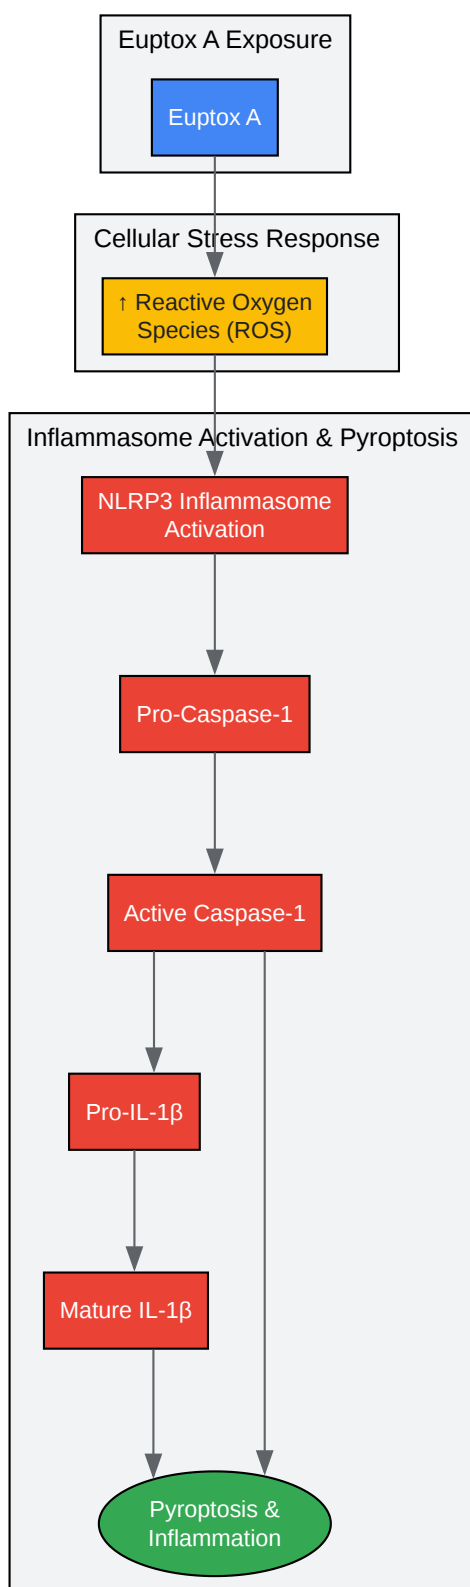 Euptox A Exposure
Euptox A
Cellular Stress Response
↑ Reactive Oxygen
Species (ROS)
Inflammasome Activation & Pyroptosis
NLRP3 Inflammasome
Activation
Pro-Caspase-1
Active Caspase-1
Pro-IL-1β
Mature IL-1β
Pyroptosis &
Inflammation